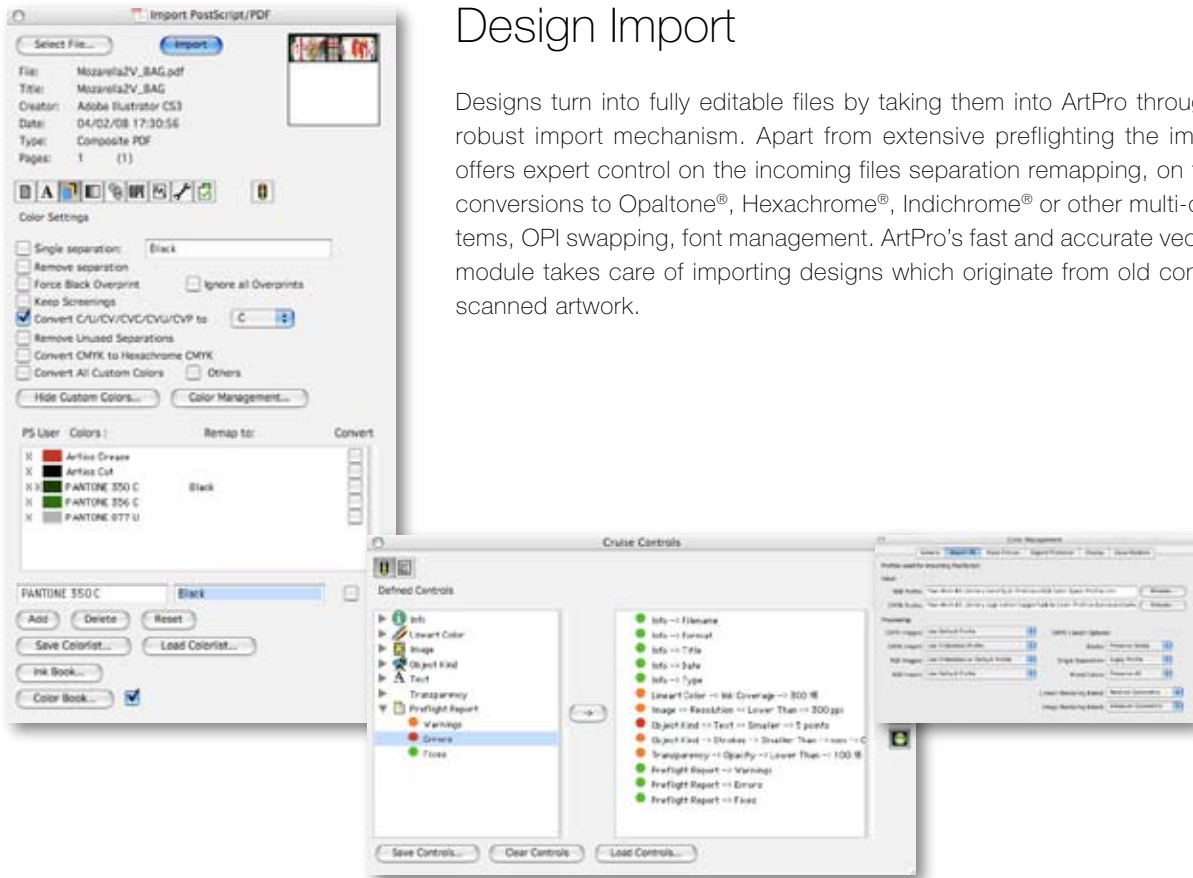 Design Import
Designs turn into fully editable files by taking them into ArtPro throug
robust import mechanism. Apart from extensive preflighting the im
offers expert control on the incoming files separation remapping, on
conversions to Opaltone®, Hexachrome®, Indichrome® or other multi-c
tems, OPI swapping, font management. ArtPro's fast and accurate vec
module takes care of importing designs which originate from old con
scanned artwork.
Import PostScript/PDF
Select File... Import
File: Mozarella2V_BAG.pdf
Title: Mozarella2V_BAG
Creator: Adobe Illustrator CS3
Date: 04/02/08 17:30:56
Type: Composite PDF
Pages: 1 (1)
Color Settings
Single separation: Black
Remove separation
Force Black Overprint Ignore all Overprints
Keep Screenings
Convert C/U/CV/CVC/CVU/CVP to C
Remove Unused Separations
Convert CMYK to Hexachrome CMYK
Convert All Custom Colors Others
Hide Custom Colors... Color Management...
PS User Colors: Remap to: Convert
X Artios Crease
X Artios Cut
X X PANTONE 350 C Black
X PANTONE 356 C
X PANTONE 877 U
PANTONE 350 C Black
Add Delete Reset
Save Colorlist... Load Colorlist...
Ink Book...
Color Book...
Cruise Controls
Defined Controls
Info
Linwart Color
Image
Object Kind
A Text
Transparency
Preflight Report
Warnings
Errors
Fixes
Info -> Filename
Info -> Format
Info -> Title
Info -> Date
Info -> Type
Lineart Color -> Ink Coverage -> 300 %
Image -> Resolution -> Lower Than -> 300 ppi
Object Kind -> Text -> Smaller -> 5 points
Object Kind -> Strokes -> Smaller Than
Transparency -> Opacity -> Lower Than -> 100 %
Preflight Report -> Warnings
Preflight Report -> Errors
Preflight Report -> Fixes
Save Controls... Clear Controls Load Controls...
Color Management